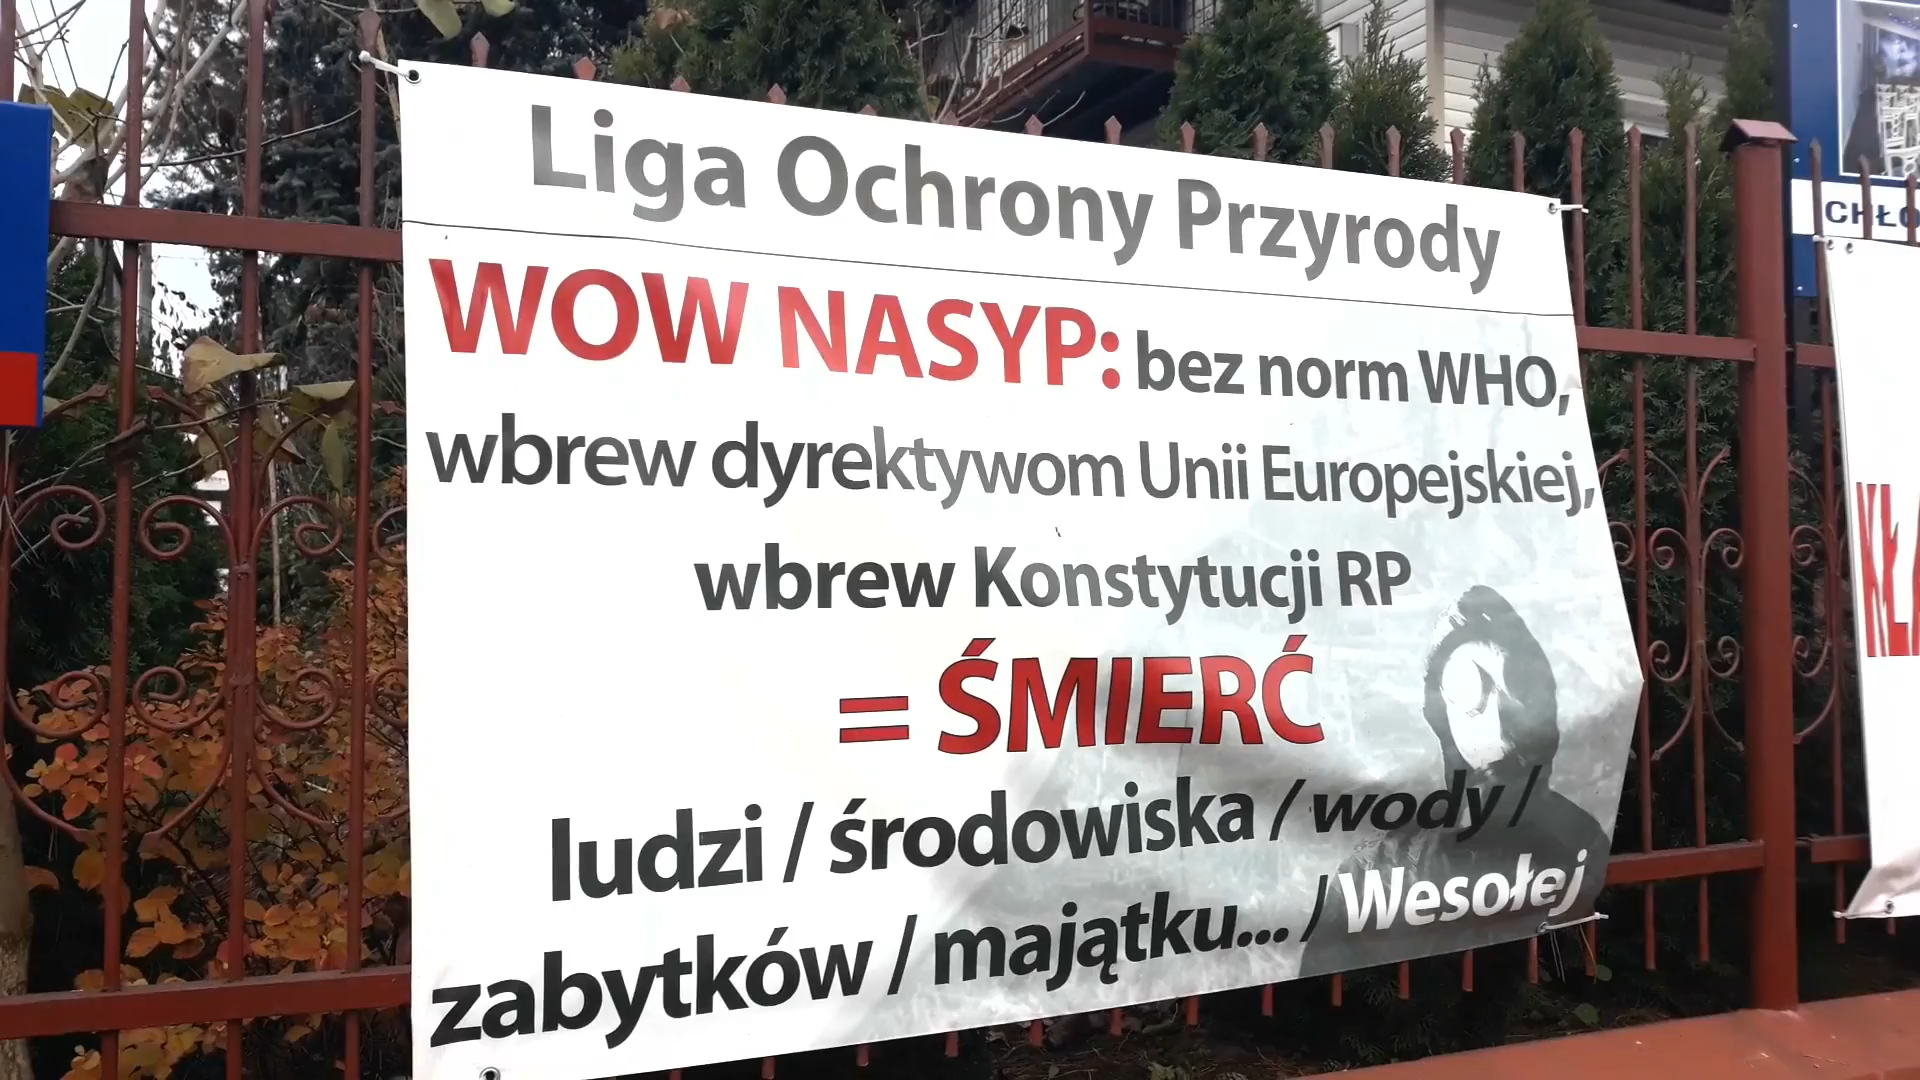 Liga Ochrony Przyrody
WOW NASYP: bez norm WHO,
wbrew dyrektywom Unii Europejskiej,
wbrew Konstytucji RP
= ŚMIERĆ
ludzi / środowiska / wody /
zabytków / majątku... / Wesołej